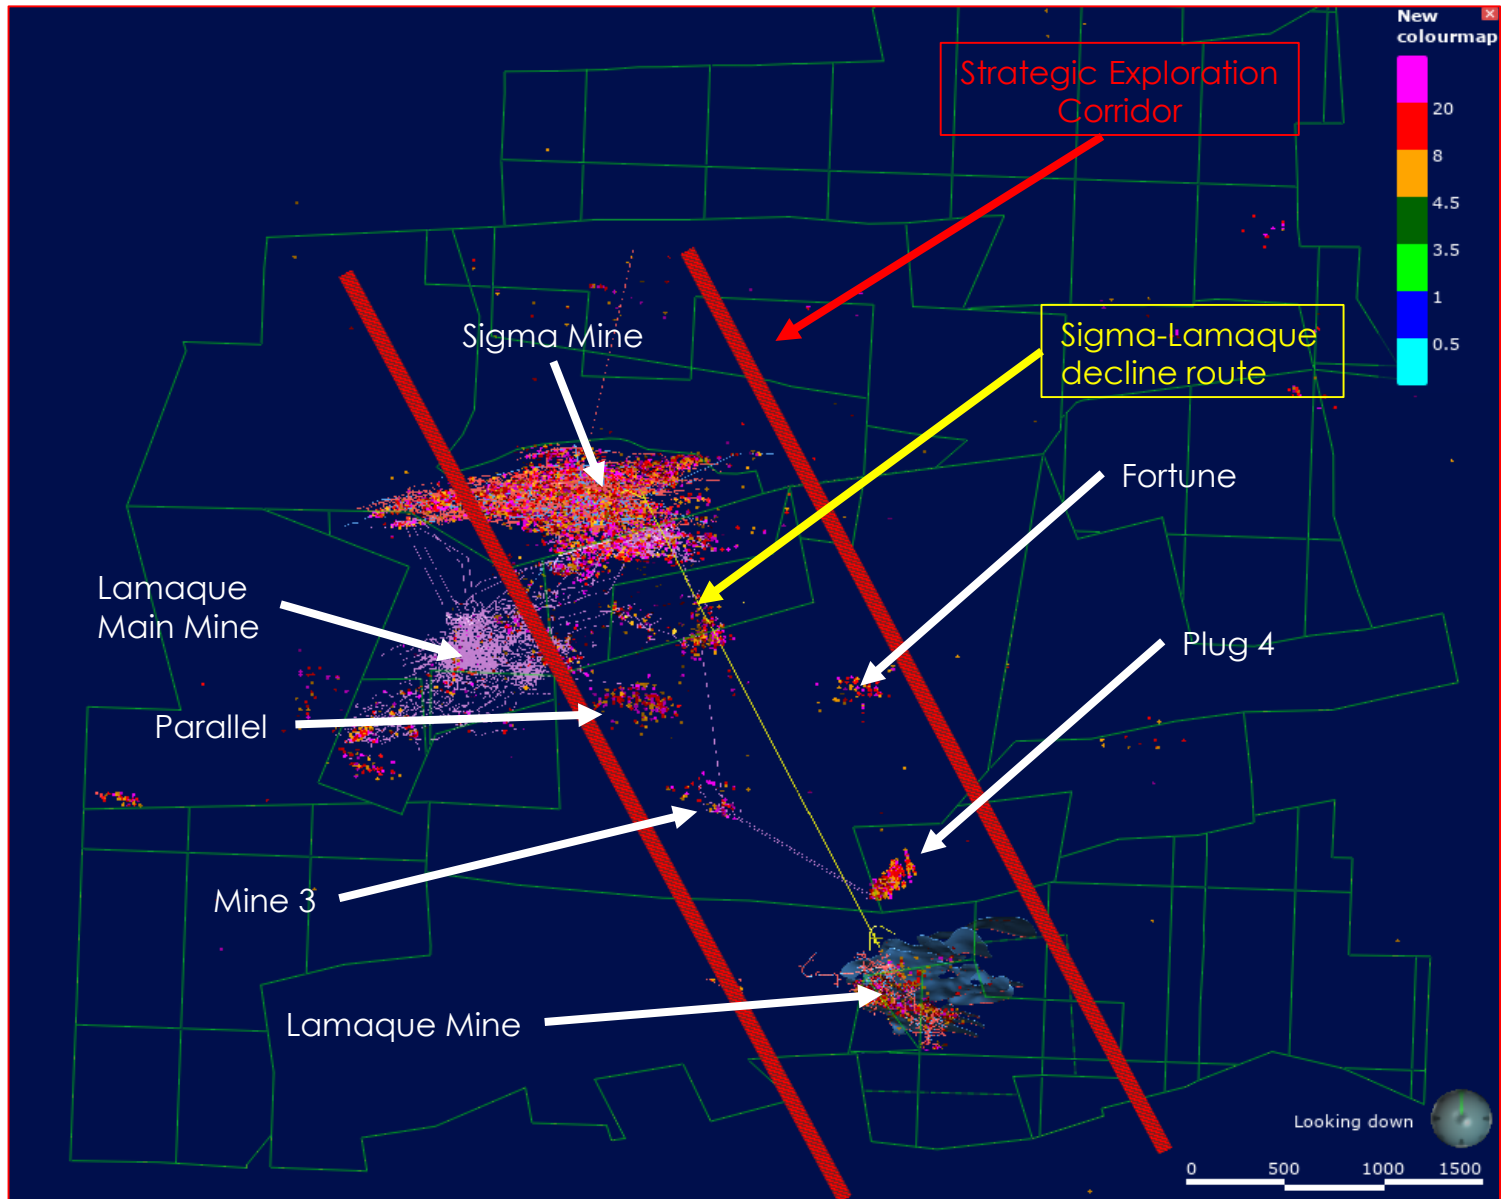 New
colourmap
20
8
4.5
3.5
1
0.5
Strategic Exploration
Corridor
Sigma-Lamaque
decline route
Sigma Mine
Fortune
Lamaque
Main Mine
Plug 4
Parallel
Mine 3
Lamaque Mine
Looking down
0 500 1000 1500